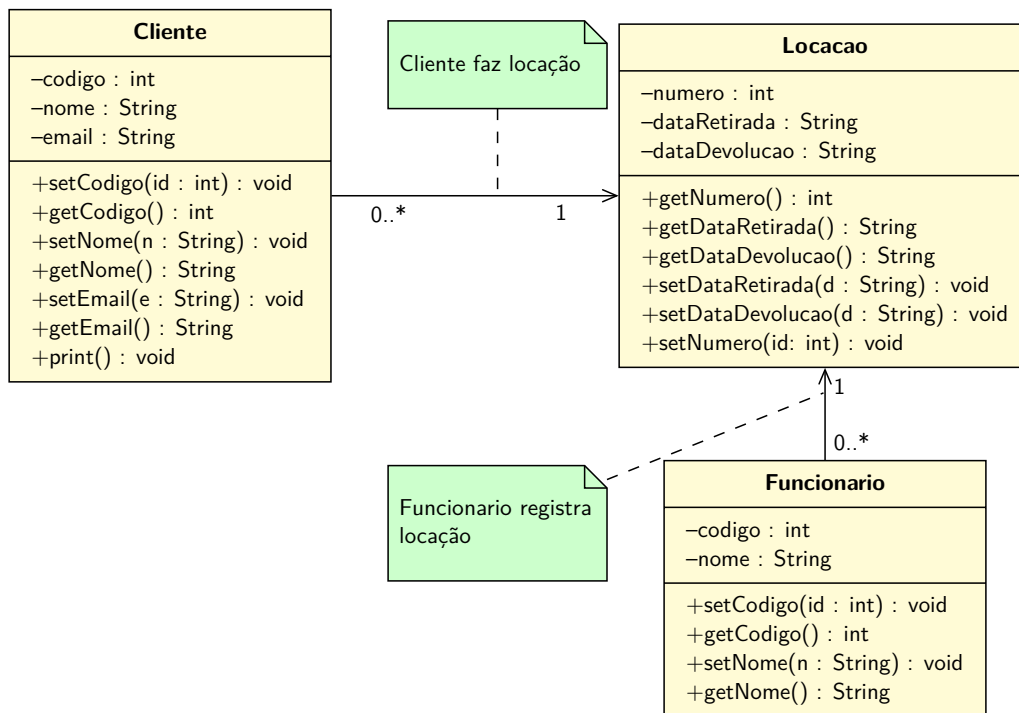 Cliente
–codigo : int
–nome : String
–email : String
+setCodigo(id : int) : void
+getCodigo() : int
+setNome(n : String) : void
+getNome() : String
+setEmail(e : String) : void
+getEmail() : String
+print() : void
Cliente faz locação
0..*
1
Locacao
–numero : int
–dataRetirada : String
–dataDevolucao : String
+getNumero() : int
+getDataRetirada() : String
+getDataDevolucao() : String
+setDataRetirada(d : String) : void
+setDataDevolucao(d : String) : void
+setNumero(id: int) : void
1
0..*
Funcionario registra
locação
Funcionario
–codigo : int
–nome : String
+setCodigo(id : int) : void
+getCodigo() : int
+setNome(n : String) : void
+getNome() : String